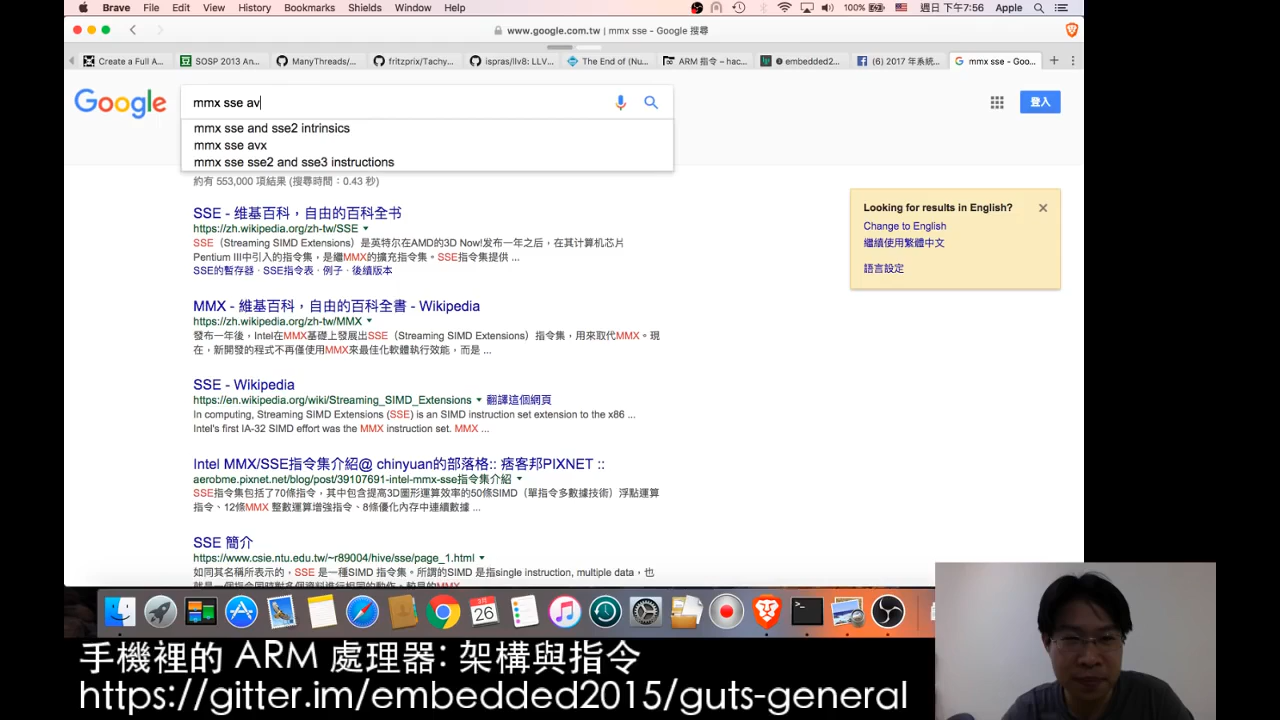 Brave File Edit View History Bookmarks Shields Window Help 100% 週日 下午7:56 Apple
www.google.com.tw | mmx sse - Google 搜尋
Create a Full A... SOSP 2013 An... ManyThreads/... fritzprix/Tachy... ispras/llv8: LLV... The End of (Nu... ARM 指令 – hac... embedded2... (6) 2017 年系統... mmx sse - Goo...
Google
mmx sse av
登入
mmx sse and sse2 intrinsics
mmx sse avx
mmx sse sse2 and sse3 instructions
約有 553,000 項結果 (搜尋時間：0.43 秒)
SSE - 维基百科，自由的百科全书
https://zh.wikipedia.org/zh-tw/SSE
SSE（Streaming SIMD Extensions）是英特尔在AMD的3D Now!发布一年之后，在其计算机芯片
Pentium III中引入的指令集，是繼MMX的擴充指令集。SSE指令集提供 ...
SSE的暫存器 · SSE指令表 · 例子 · 後續版本
MMX - 維基百科，自由的百科全書 - Wikipedia
https://zh.wikipedia.org/zh-tw/MMX
發布一年後，Intel在MMX基礎上發展出SSE（Streaming SIMD Extensions）指令集，用來取代MMX。現
在，新開發的程式不再僅使用MMX來最佳化軟體執行效能，而是 ...
SSE - Wikipedia
https://en.wikipedia.org/wiki/Streaming_SIMD_Extensions 翻譯這個網頁
In computing, Streaming SIMD Extensions (SSE) is an SIMD instruction set extension to the x86 ...
Intel's first IA-32 SIMD effort was the MMX instruction set. MMX ...
Intel MMX/SSE指令集介紹@ chinyuan的部落格:: 痞客邦PIXNET ::
aerobme.pixnet.net/blog/post/39107691-intel-mmx-sse指令集介紹
SSE指令集包括了70條指令，其中包含提高3D圖形運算效率的50條SIMD（單指令多數據技術）浮點運算
指令、12條MMX 整數運算增強指令、8條優化內存中連續數據 ...
SSE 簡介
https://www.csie.ntu.edu.tw/~r89004/hive/sse/page_1.html
如同其名稱所表示的，SSE 是一種SIMD 指令集。所謂的SIMD 是指single instruction, multiple data，也
Looking for results in English?
Change to English
繼續使用繁體中文
語言設定
26
手機裡的 ARM 處理器: 架構與指令
https://gitter.im/embedded2015/guts-general